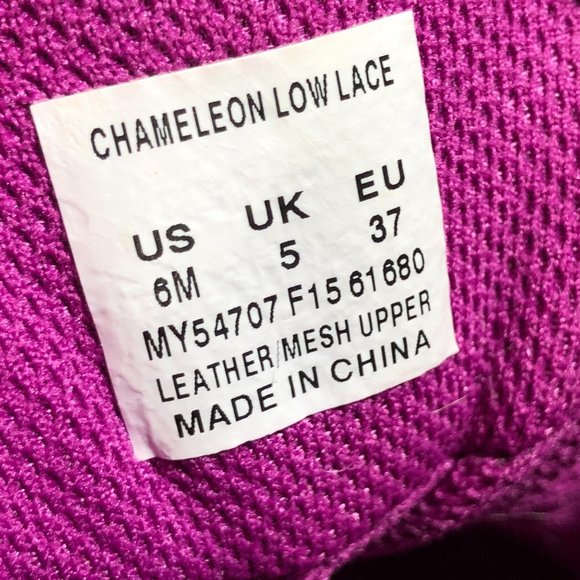 CHAMELEON LOW LACE
US UK EU
6M 5 37
MY54707 F15 61680
LEATHER/MESH UPPER
MADE IN CHINA